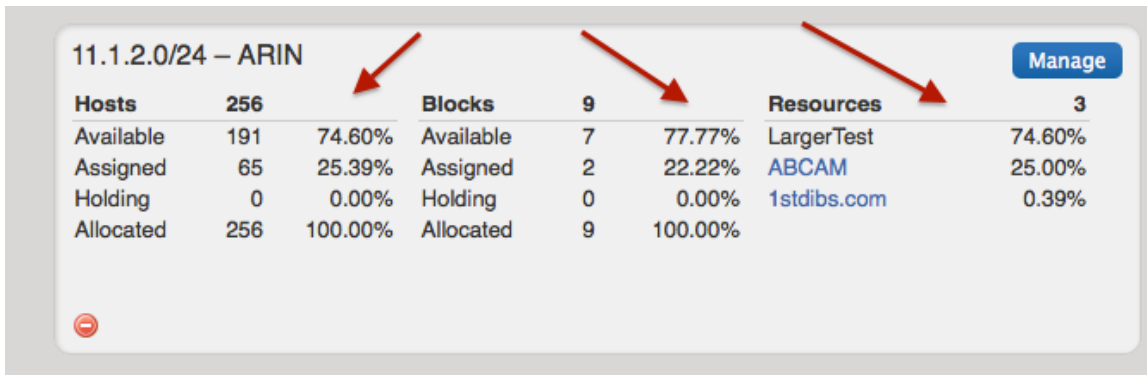 11.1.2.0/24 – ARIN
Manage
Hosts 256 Blocks 9 Resources 3
Available 191 74.60% Available 7 77.77% LargerTest 74.60%
Assigned 65 25.39% Assigned 2 22.22% ABCAM 25.00%
Holding 0 0.00% Holding 0 0.00% 1stdibs.com 0.39%
Allocated 256 100.00% Allocated 9 100.00%